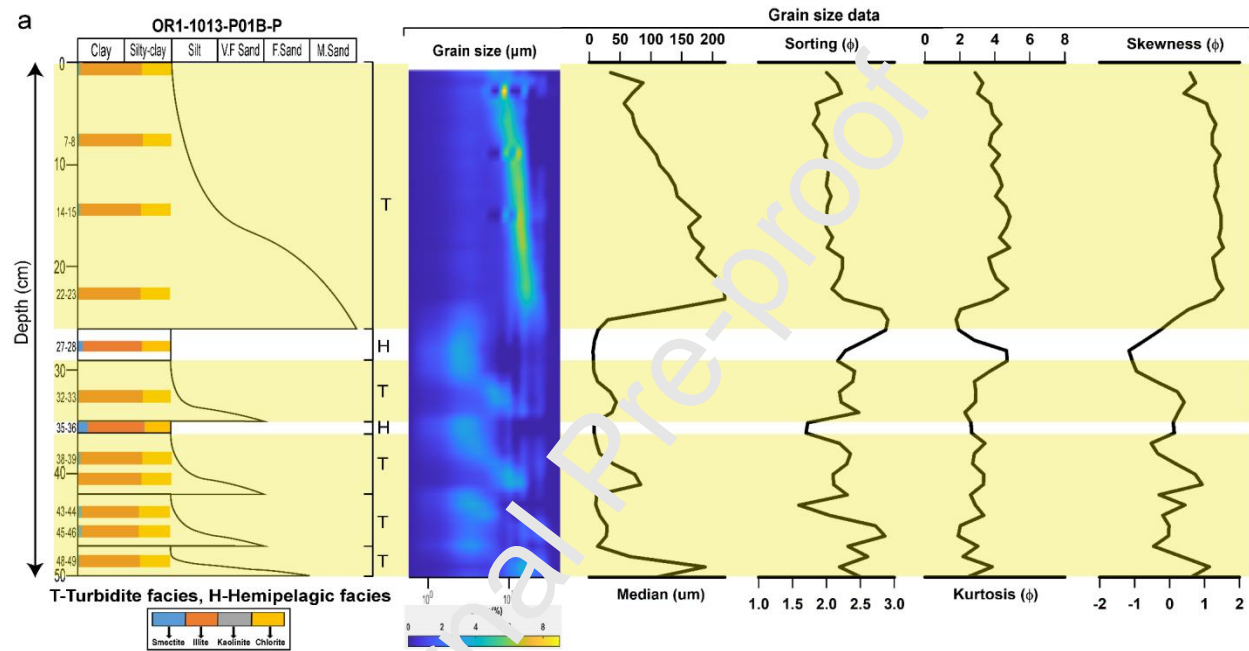 a
OR1-1013-P01B-P
Clay Silty-clay Silt V.F Sand F.Sand M.Sand
Grain size data
Grain size (μm)
0 50 100 150 200
Sorting (ϕ)
0 2 4 6 8
Skewness (ϕ)
Depth (cm)
0
7-8
10
14-15
20
22-23
27-28
30
32-33
35-36
38-39
40
43-44
45-46
48-49
50
T
H
T
H
T
T
T
T-Turbidite facies, H-Hemipelagic facies
Smectite Illite Kaolinite Chlorite
10⁰
(%)
0 4 8
Median (um)
1.0 1.5 2.0 2.5 3.0
Kurtosis (ϕ)
-2 -1 0 1 2
nal Pre-proof